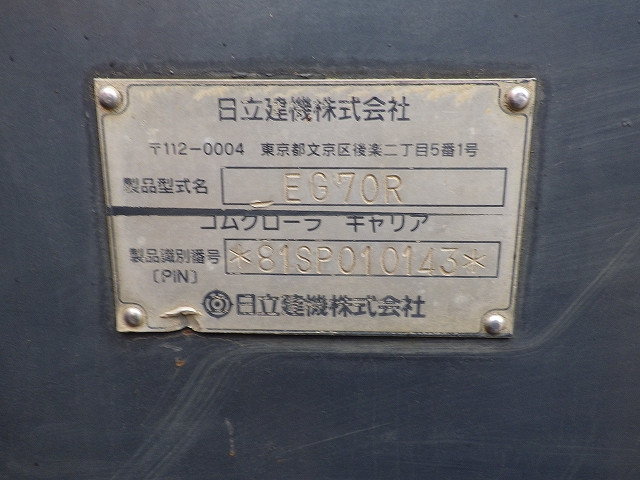 日立建機株式会社
〒112-0004 東京都文京区後楽二丁目5番1号
製品型式名 EG70R
ゴムクローラ キャリア
製品識別番号 *81SP010143*
〔PIN〕
日立建機株式会社